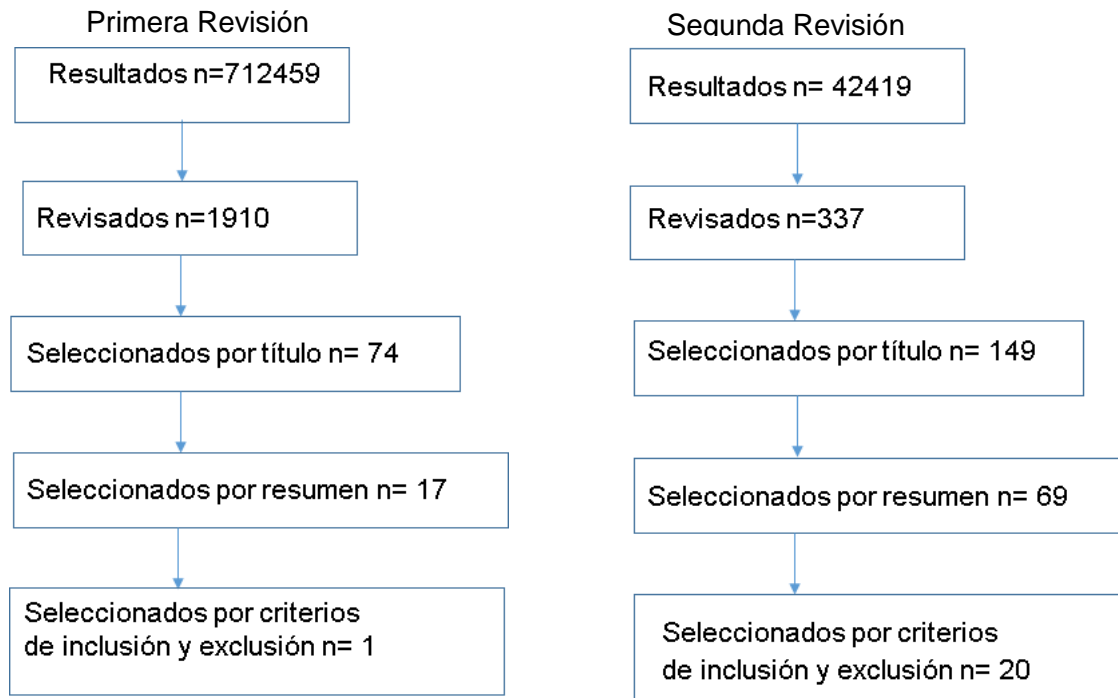 Primera Revisión
Resultados n=712459
Revisados n=1910
Seleccionados por título n= 74
Seleccionados por resumen n= 17
Seleccionados por criterios
de inclusión y exclusión n= 1
Segunda Revisión
Resultados n= 42419
Revisados n=337
Seleccionados por título n= 149
Seleccionados por resumen n= 69
Seleccionados por criterios
de inclusión y exclusión n= 20